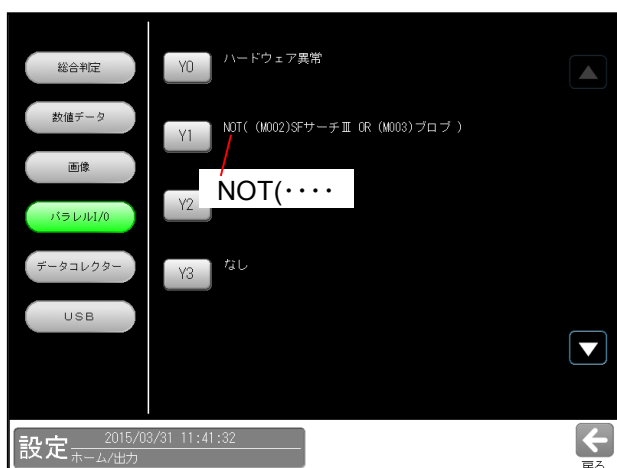 総合判定
数値データ
画像
パラレルI/O
データコレクター
USB
Y0 ハードウェア異常
Y1 NOT( (M002)SFサーチⅢ OR (M003)ブロブ )
NOT(････
Y2
Y3 なし
設定 2015/03/31 11:41:32
ホーム/出力
戻る